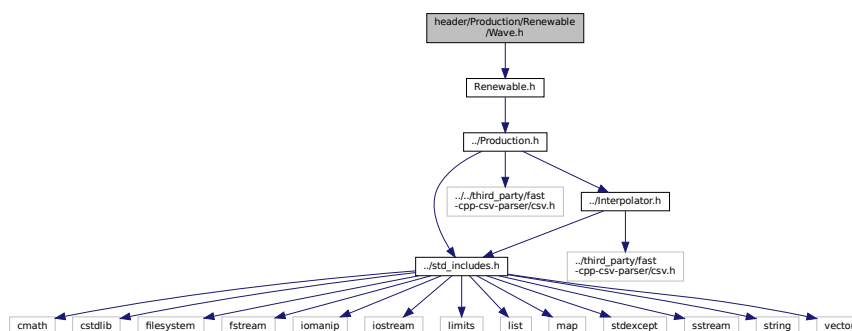 header/Production/Renewable
/Wave.h
Renewable.h
../Production.h
../../third_party/fast
-cpp-csv-parser/csv.h
../Interpolator.h
../third_party/fast
-cpp-csv-parser/csv.h
../std_includes.h
cmath
cstdlib
filesystem
fstream
iomanip
iostream
limits
list
map
stdexcept
sstream
string
vecto